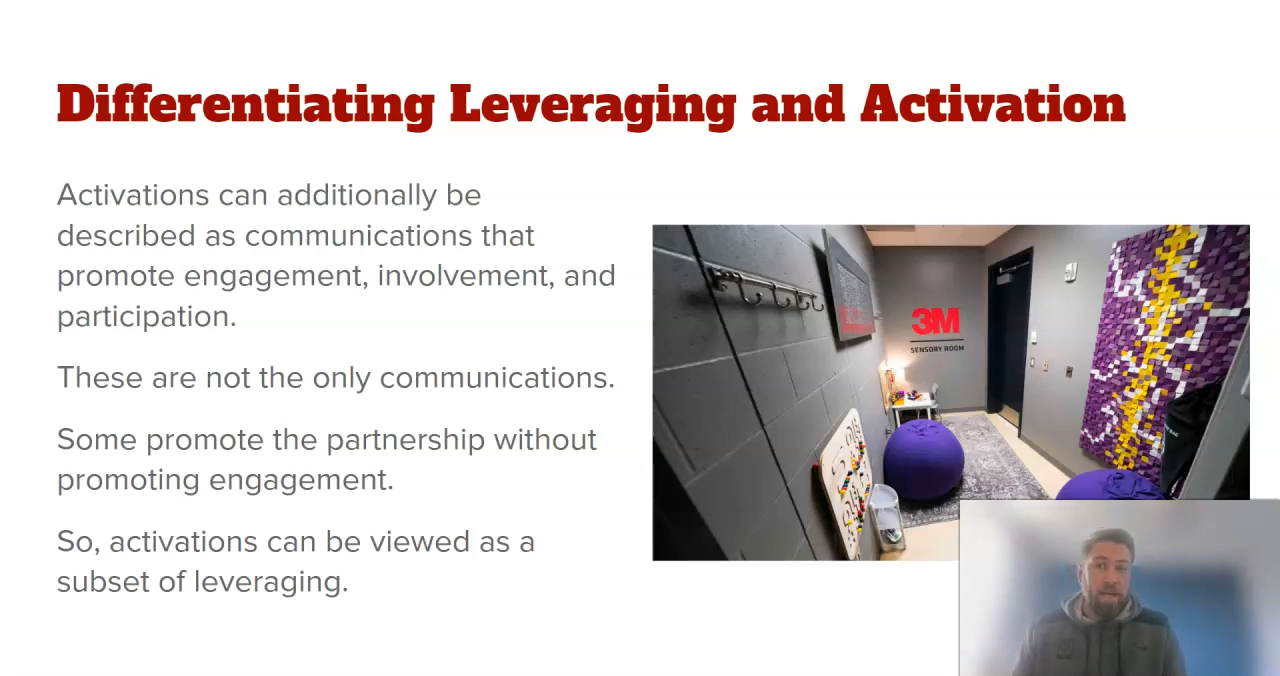 Differentiating Leveraging and Activation
Activations can additionally be
described as communications that
promote engagement, involvement, and
participation.
These are not the only communications.
Some promote the partnership without
promoting engagement.
So, activations can be viewed as a
subset of leveraging.
3M
SENSORY ROOM